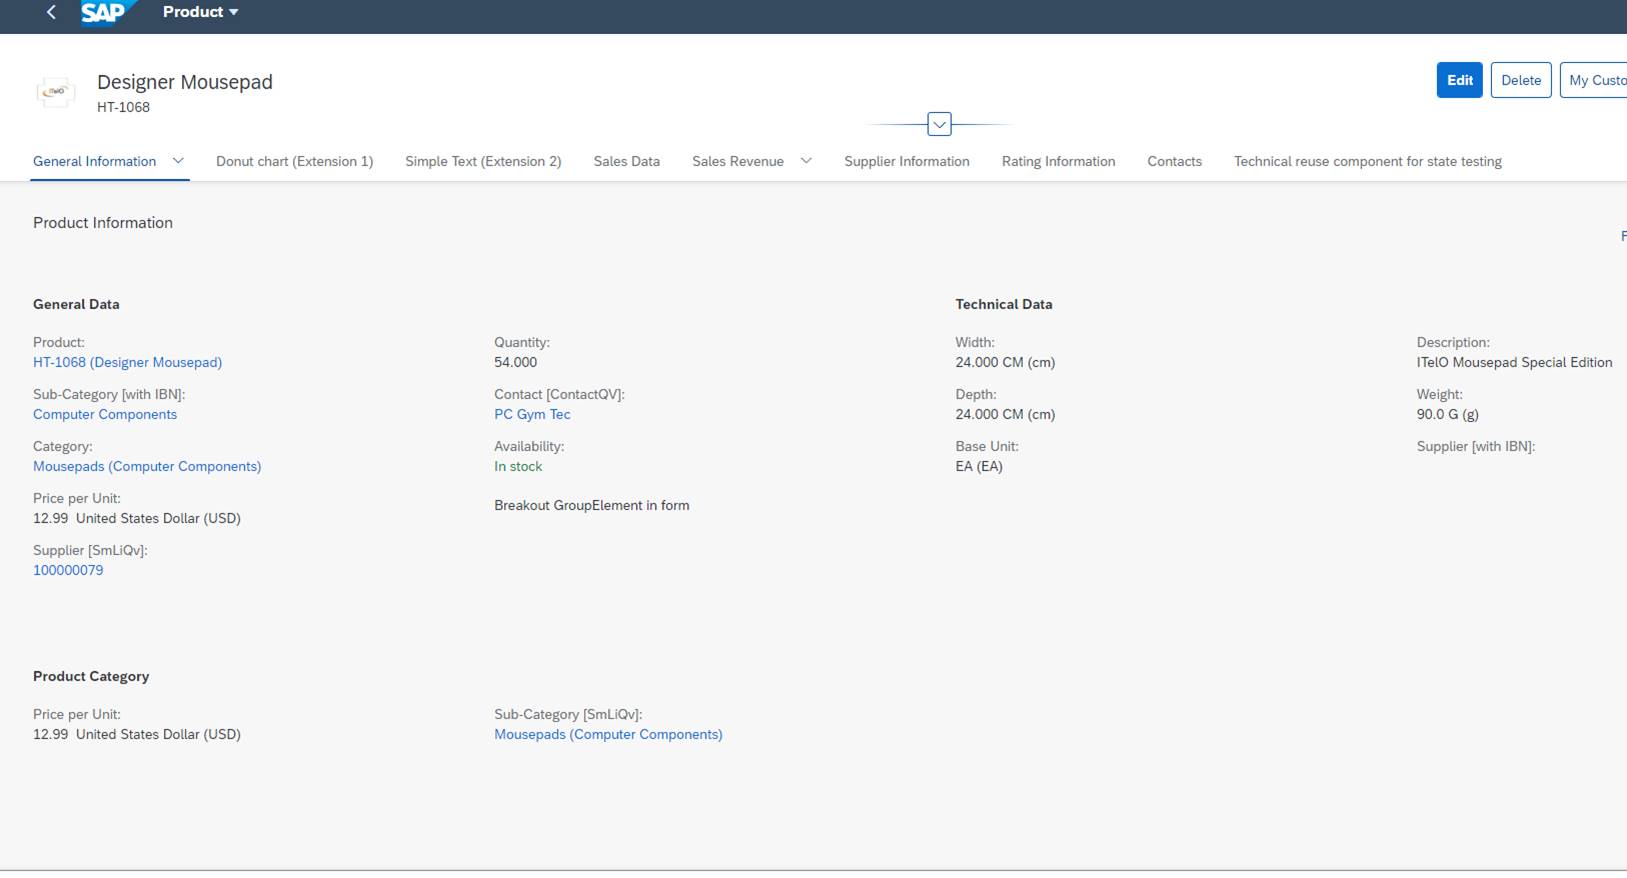 SAP
Product
Designer Mousepad
HT-1068
Edit
Delete
My Custo
General Information
Donut chart (Extension 1)
Simple Text (Extension 2)
Sales Data
Sales Revenue
Supplier Information
Rating Information
Contacts
Technical reuse component for state testing
Product Information
F
General Data
Product:
HT-1068 (Designer Mousepad)
Sub-Category [with IBN]:
Computer Components
Category:
Mousepads (Computer Components)
Price per Unit:
12.99 United States Dollar (USD)
Supplier [SmLiQv]:
100000079
Quantity:
54.000
Contact [ContactQV]:
PC Gym Tec
Availability:
In stock
Breakout GroupElement in form
Technical Data
Width:
24.000 CM (cm)
Depth:
24.000 CM (cm)
Base Unit:
EA (EA)
Description:
ITelO Mousepad Special Edition
Weight:
90.0 G (g)
Supplier [with IBN]:
Product Category
Price per Unit:
12.99 United States Dollar (USD)
Sub-Category [SmLiQv]:
Mousepads (Computer Components)